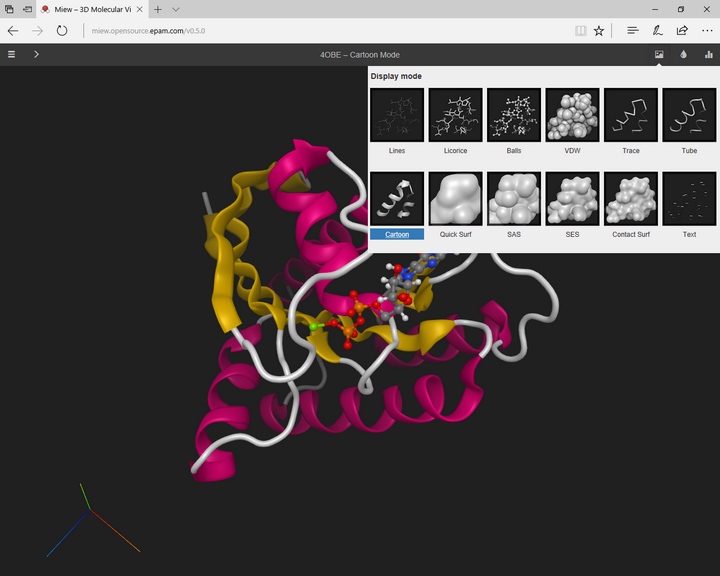 Miew – 3D Molecular Vi
miew.opensource.epam.com/v0.5.0
4OBE – Cartoon Mode
Display mode
Lines Licorice Balls VDW Trace Tube
Cartoon Quick Surf SAS SES Contact Surf Text